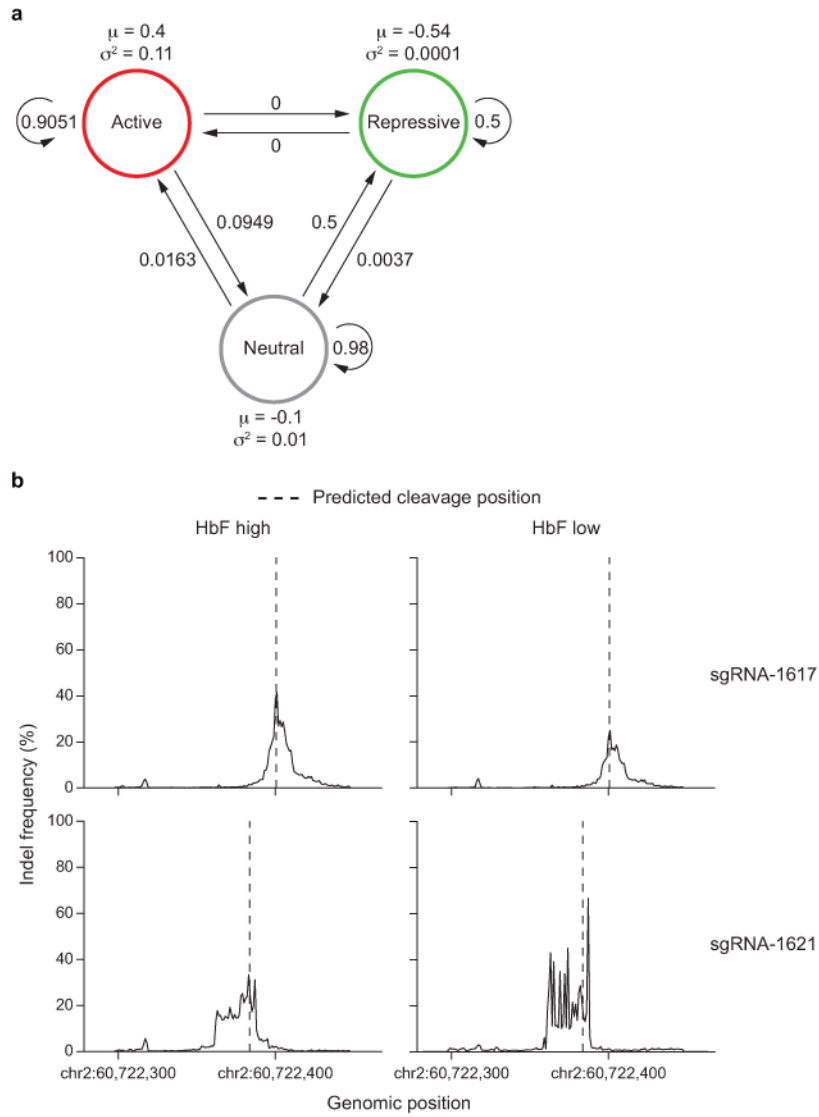 a
μ = 0.4
σ² = 0.11
μ = -0.54
σ² = 0.0001
0.9051
Active
0
0
Repressive
0.5
0.0949
0.0163
0.5
0.0037
Neutral
0.98
μ = -0.1
σ² = 0.01
b
Predicted cleavage position
HbF high
HbF low
100
80
60
40
20
0
sgRNA-1617
Indel frequency (%)
100
80
60
40
20
0
sgRNA-1621
chr2:60,722,300
chr2:60,722,400
chr2:60,722,300
chr2:60,722,400
Genomic position